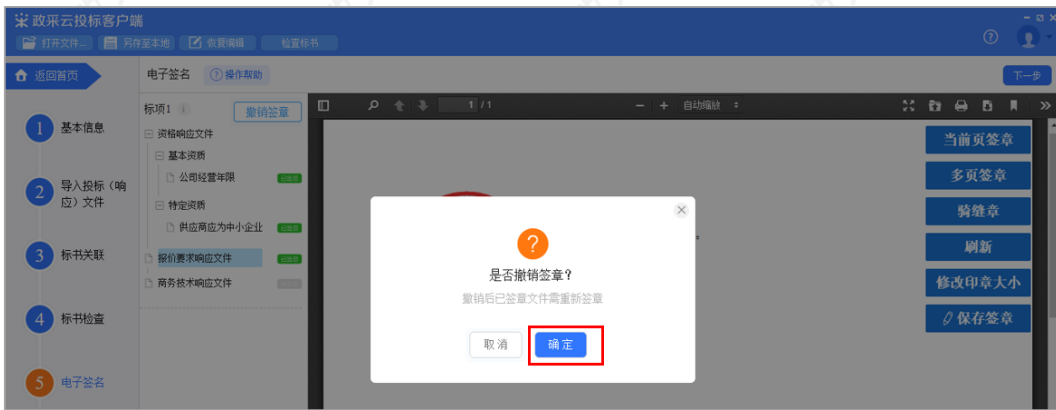 政采云投标客户端
打开文件... 另存至本地 恢复编辑 检查标书
返回首页 电子签名 操作帮助 下一步
标项1 撤销签章 1 / 1 自动缩放
1 基本信息
2 导入投标（响应）文件
3 标书关联
4 标书检查
5 电子签名
资格响应文件
基本资质
公司经营年限
特定资质
供应商应为中小企业
报价要求响应文件
商务技术响应文件
是否撤销签章？
撤销后已签章文件需重新签章
取消 确定
当前页签章
多页签章
骑缝章
刷新
修改印章大小
保存签章